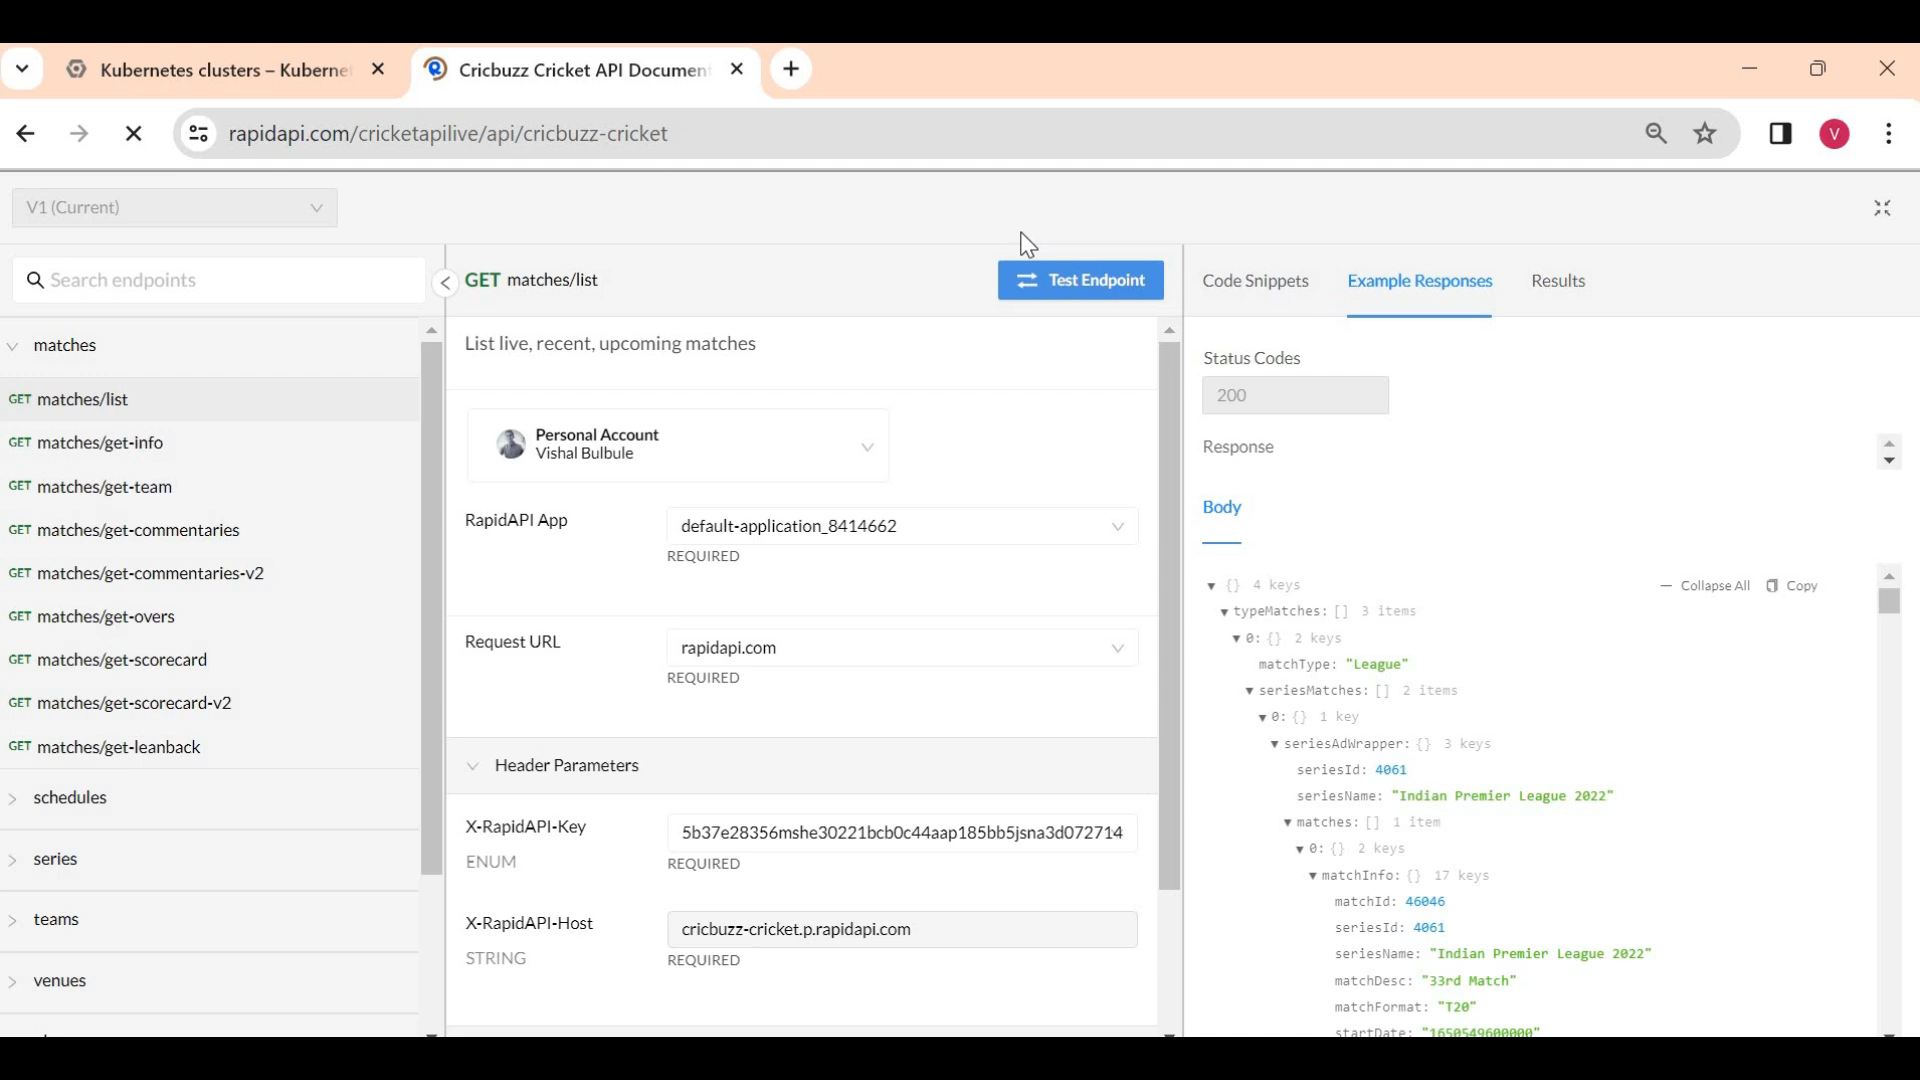 Kubernetes clusters – Kuberne
Cricbuzz Cricket API Documen
rapidapi.com/cricketapilive/api/cricbuzz-cricket
V
V1 (Current)
Search endpoints
matches
GET matches/list
GET matches/get-info
GET matches/get-team
GET matches/get-commentaries
GET matches/get-commentaries-v2
GET matches/get-overs
GET matches/get-scorecard
GET matches/get-scorecard-v2
GET matches/get-leanback
schedules
series
teams
venues
GET matches/list
Test Endpoint
List live, recent, upcoming matches
Personal Account
Vishal Bulbule
RapidAPI App
default-application_8414662
REQUIRED
Request URL
rapidapi.com
REQUIRED
Header Parameters
X-RapidAPI-Key
5b37e28356mshe30221bcb0c44aap185bb5jsna3d072714
ENUM
REQUIRED
X-RapidAPI-Host
cricbuzz-cricket.p.rapidapi.com
STRING
REQUIRED
Code Snippets
Example Responses
Results
Status Codes
200
Response
Body
{} 4 keys
Collapse All
Copy
typeMatches: [] 3 items
0: {} 2 keys
matchType: "League"
seriesMatches: [] 2 items
0: {} 1 key
seriesAdWrapper: {} 3 keys
seriesId: 4061
seriesName: "Indian Premier League 2022"
matches: [] 1 item
0: {} 2 keys
matchInfo: {} 17 keys
matchId: 46046
seriesId: 4061
seriesName: "Indian Premier League 2022"
matchDesc: "33rd Match"
matchFormat: "T20"
startDate: "1650549600000"